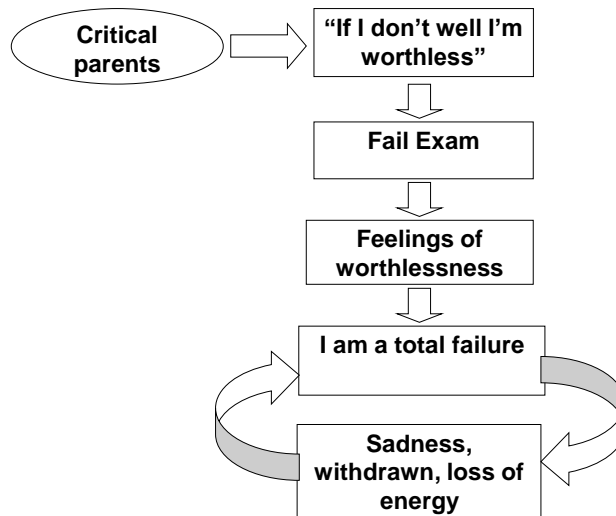 Critical
parents
“If I don’t well I’m
worthless”
Fail Exam
Feelings of
worthlessness
I am a total failure
Sadness,
withdrawn, loss of
energy